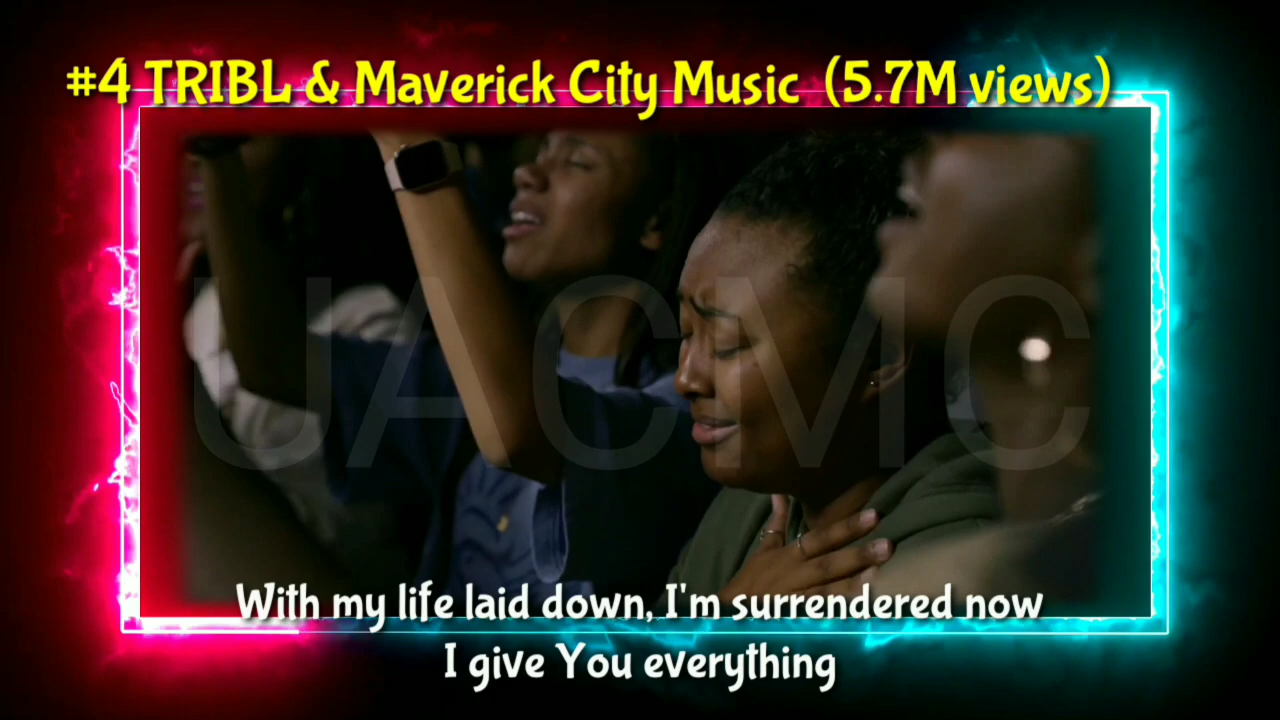 #4 TRIBL & Maverick City Music (5.7M views)
UACMC
With my life laid down, I'm surrendered now
I give You everything